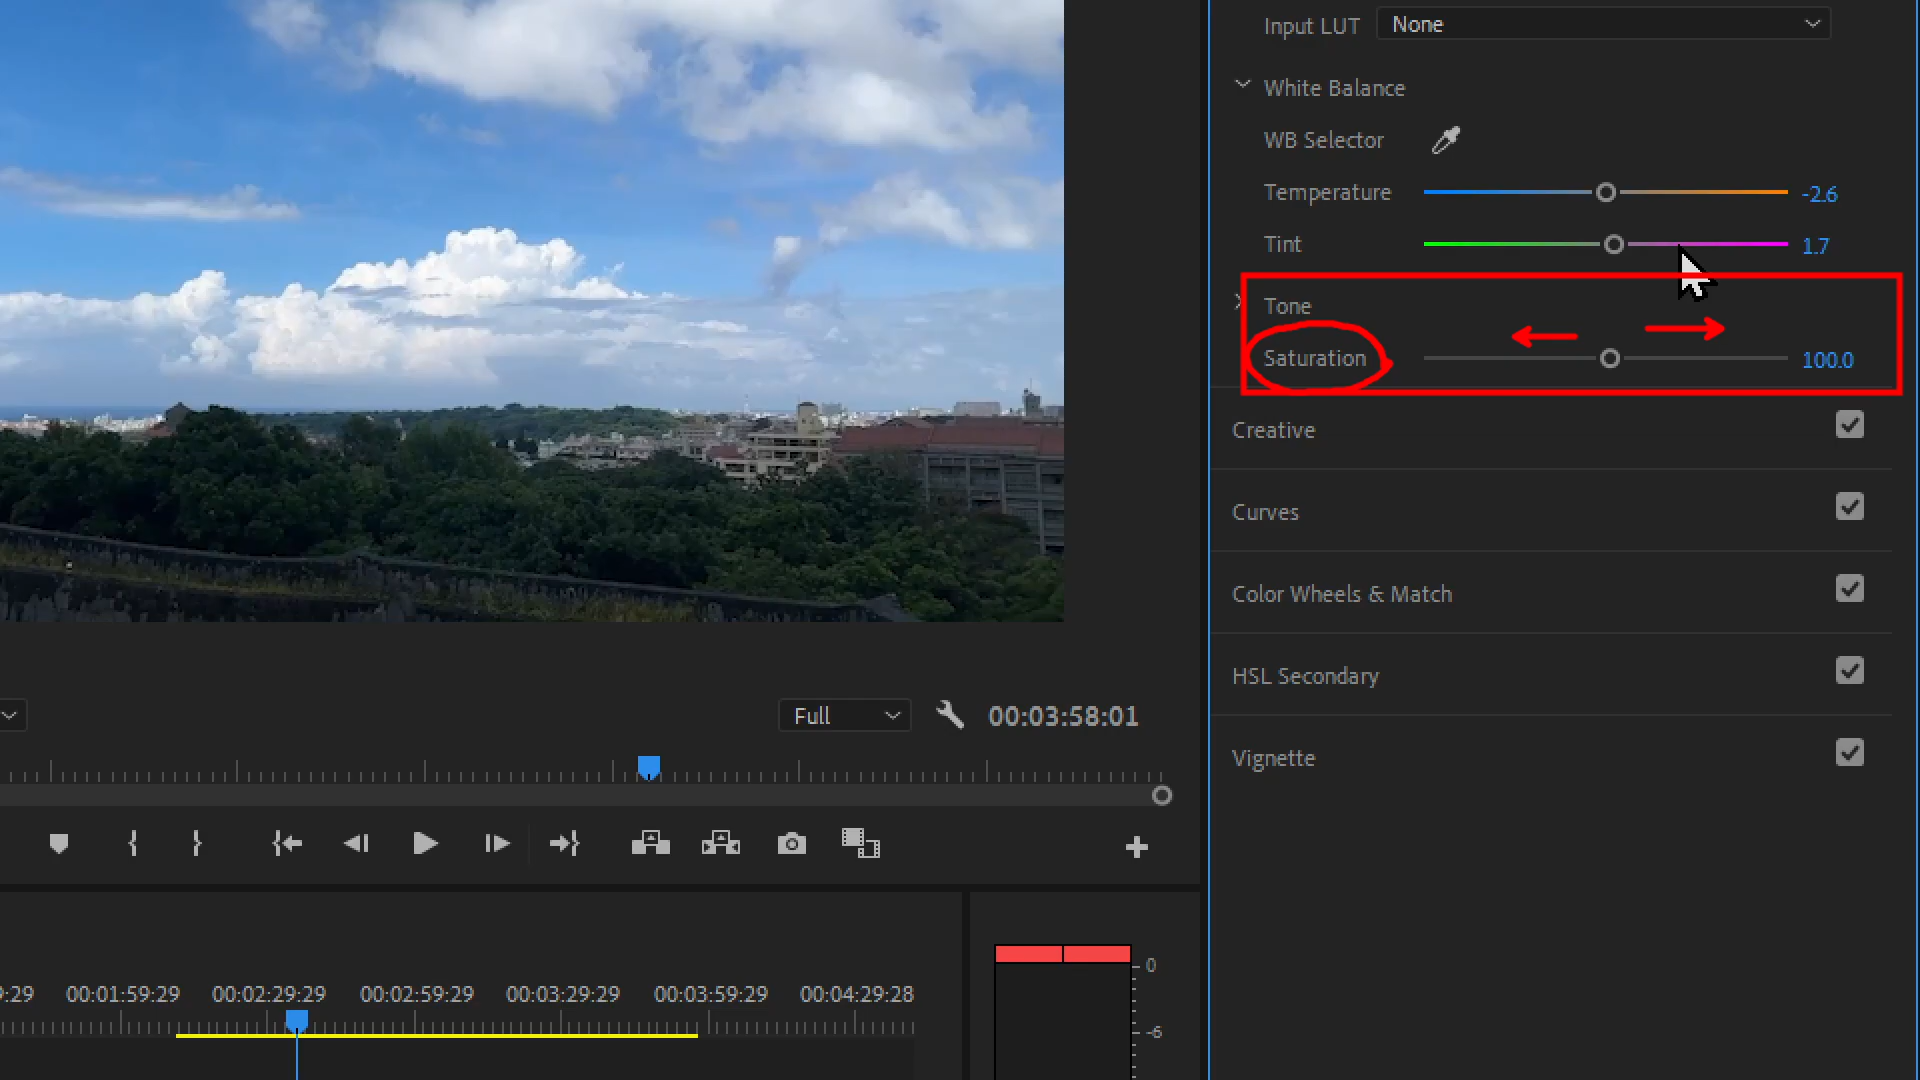 Input LUT None
White Balance
WB Selector
Temperature -2.6
Tint 1.7
Tone
Saturation 100.0
Creative
Curves
Color Wheels & Match
HSL Secondary
Vignette
Full 00:03:58:01
9:29 00:01:59:29 00:02:29:29 00:02:59:29 00:03:29:29 00:03:59:29 00:04:29:28
0
-6